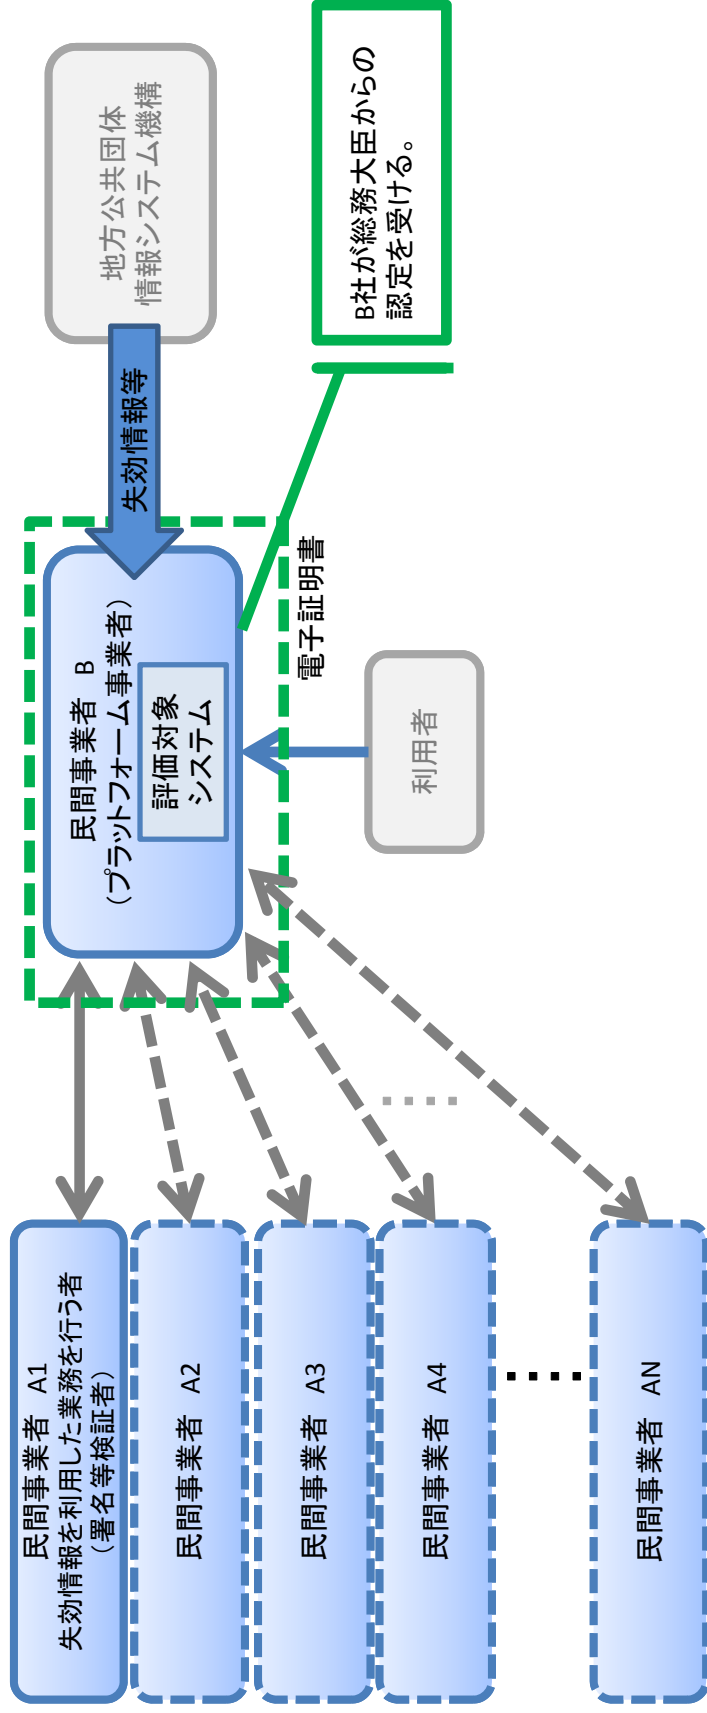 民間事業者 A1
失効情報を利用した業務を行う者
（署名等検証者）
民間事業者 A2
民間事業者 A3
民間事業者 A4
民間事業者 AN
民間事業者 B
（プラットフォーム事業者）
評価対象
システム
失効情報等
地方公共団体
情報システム機構
電子証明書
利用者
B社が総務大臣からの
認定を受ける。